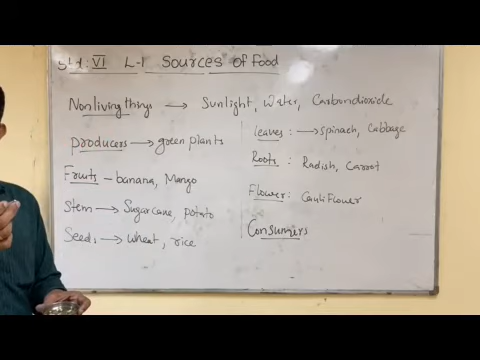 Std: VI L-1 Sources of Food
Nonliving things → Sunlight, Water, Carbondioxide
producers → green plants
Fruits - banana, Mango
Stem → Sugarcane, potato
Seeds → wheat, rice
leaves: → spinach, Cabbage
Roots: Radish, Carrot
Flower: Cauliflower
Consumers